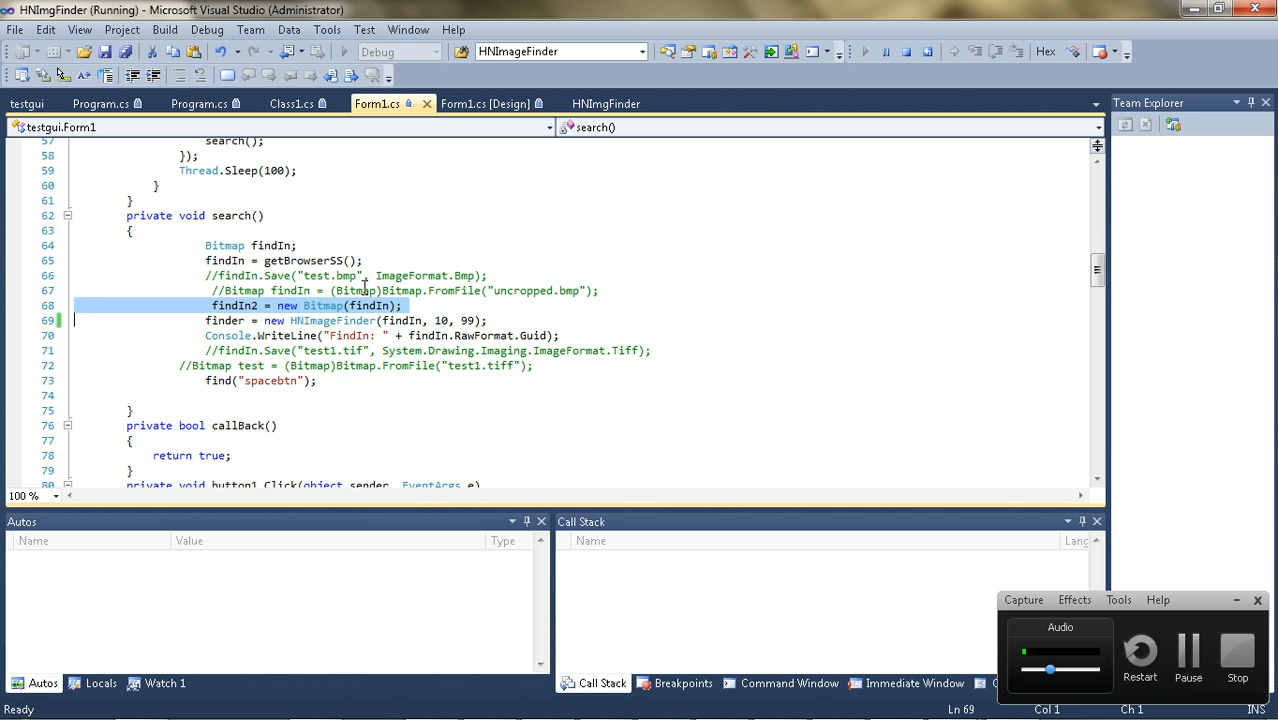 HNImgFinder (Running) - Microsoft Visual Studio (Administrator)
File Edit View Project Build Debug Team Data Tools Test Window Help
Debug HNImageFinder Hex
testgui Program.cs Program.cs Class1.cs Form1.cs Form1.cs [Design] HNImgFinder Team Explorer
testgui.Form1 search()
57 search();
58 });
59 Thread.Sleep(100);
60 }
61 }
62 private void search()
63 {
64 Bitmap findIn;
65 findIn = getBrowserSS();
66 //findIn.Save("test.bmp", ImageFormat.Bmp);
67 //Bitmap findIn = (Bitmap)Bitmap.FromFile("uncropped.bmp");
68 findIn2 = new Bitmap(findIn);
69 finder = new HNImageFinder(findIn, 10, 99);
70 Console.WriteLine("FindIn: " + findIn.RawFormat.Guid);
71 //findIn.Save("test1.tif", System.Drawing.Imaging.ImageFormat.Tiff);
72 //Bitmap test = (Bitmap)Bitmap.FromFile("test1.tiff");
73 find("spacebtn");
74
75 }
76 private bool callBack()
77 {
78 return true;
79 }
80 private void button1_Click(object sender, EventArgs e)
100 %
Autos Call Stack
Name Value Type Name Lang
Capture Effects Tools Help
Audio
Restart Pause Stop
Autos Locals Watch 1 Call Stack Breakpoints Command Window Immediate Window
Ready Ln 69 Col 1 Ch 1 INS